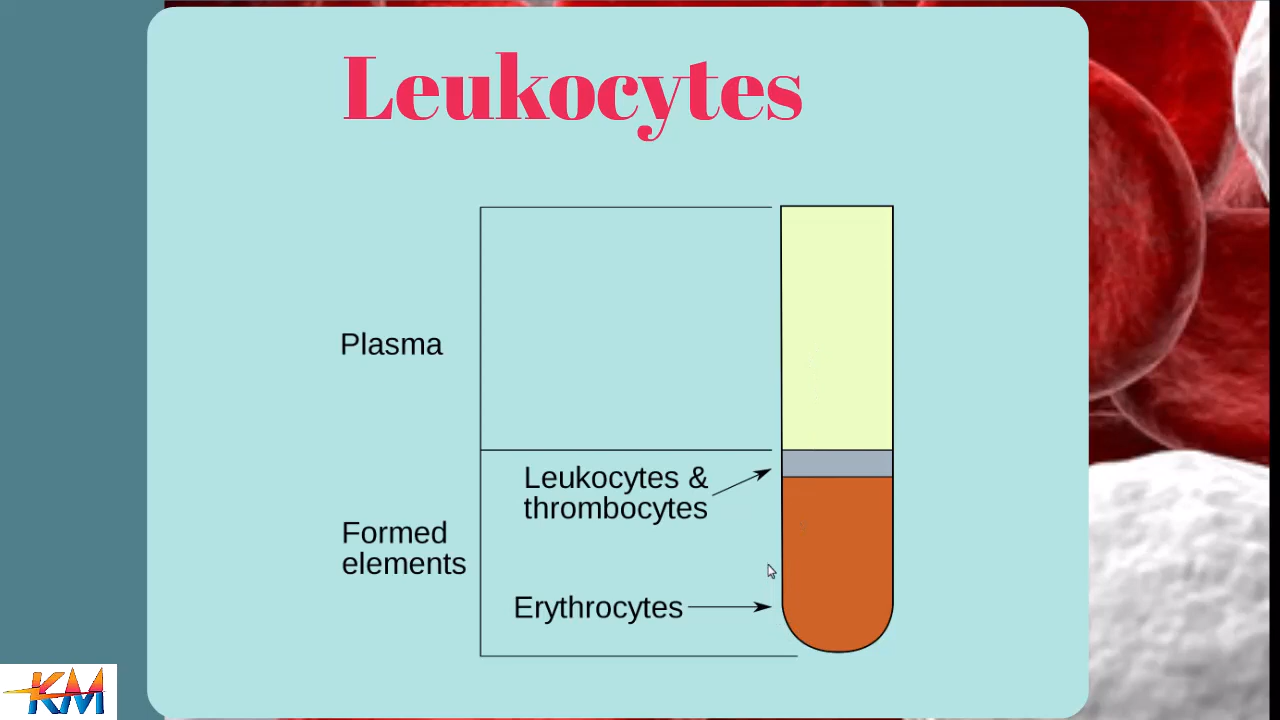 Leukocytes
Plasma
Leukocytes &
thrombocytes
Formed
elements
Erythrocytes
KM